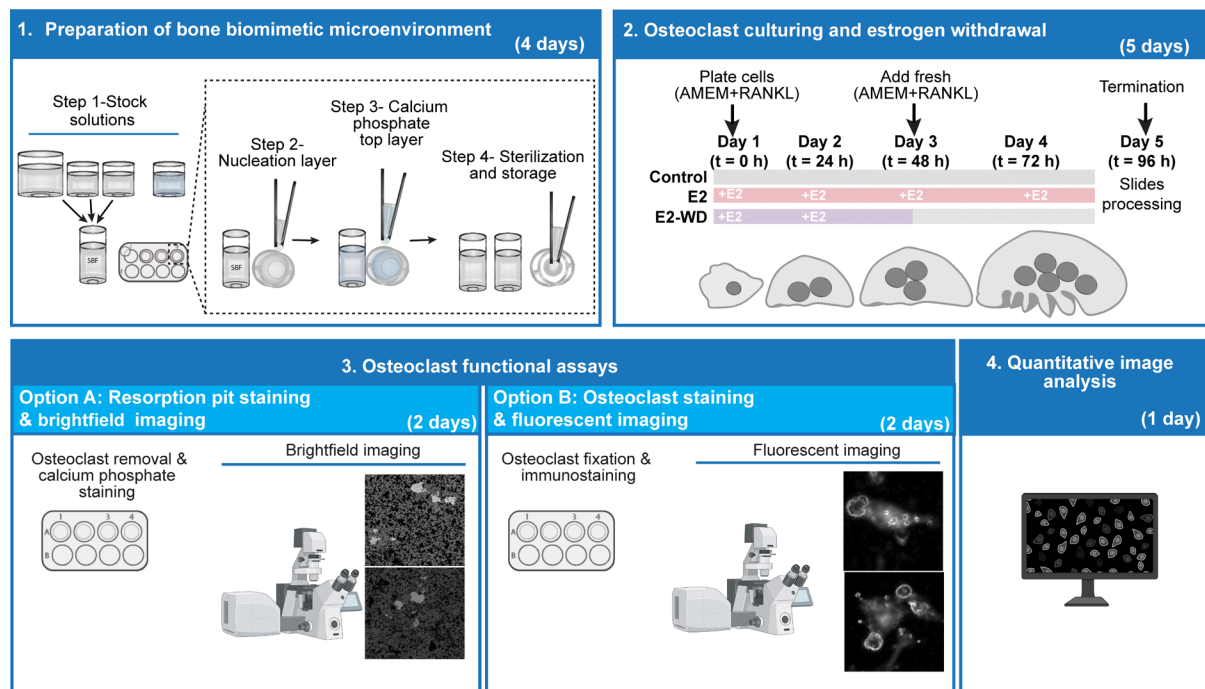 1. Preparation of bone biomimetic microenvironment
(4 days)
Step 1-Stock
solutions
Step 2-
Nucleation layer
Step 3- Calcium
phosphate
top layer
Step 4- Sterilization
and storage
SBF
SBF
2. Osteoclast culturing and estrogen withdrawal
(5 days)
Plate cells
(AMEM+RANKL)
Add fresh
(AMEM+RANKL)
Termination
Day 1 Day 2 Day 3 Day 4 Day 5
(t = 0 h) (t = 24 h) (t = 48 h) (t = 72 h) (t = 96 h)
Control
E2 +E2 +E2 +E2 +E2
E2-WD +E2 +E2
Slides
processing
3. Osteoclast functional assays
Option A: Resorption pit staining
& brightfield imaging
(2 days)
Osteoclast removal &
calcium phosphate
staining
1 3 4
A
B
Brightfield imaging
Option B: Osteoclast staining
& fluorescent imaging
(2 days)
Osteoclast fixation &
immunostaining
1 3 4
A
B
Fluorescent imaging
4. Quantitative image
analysis
(1 day)